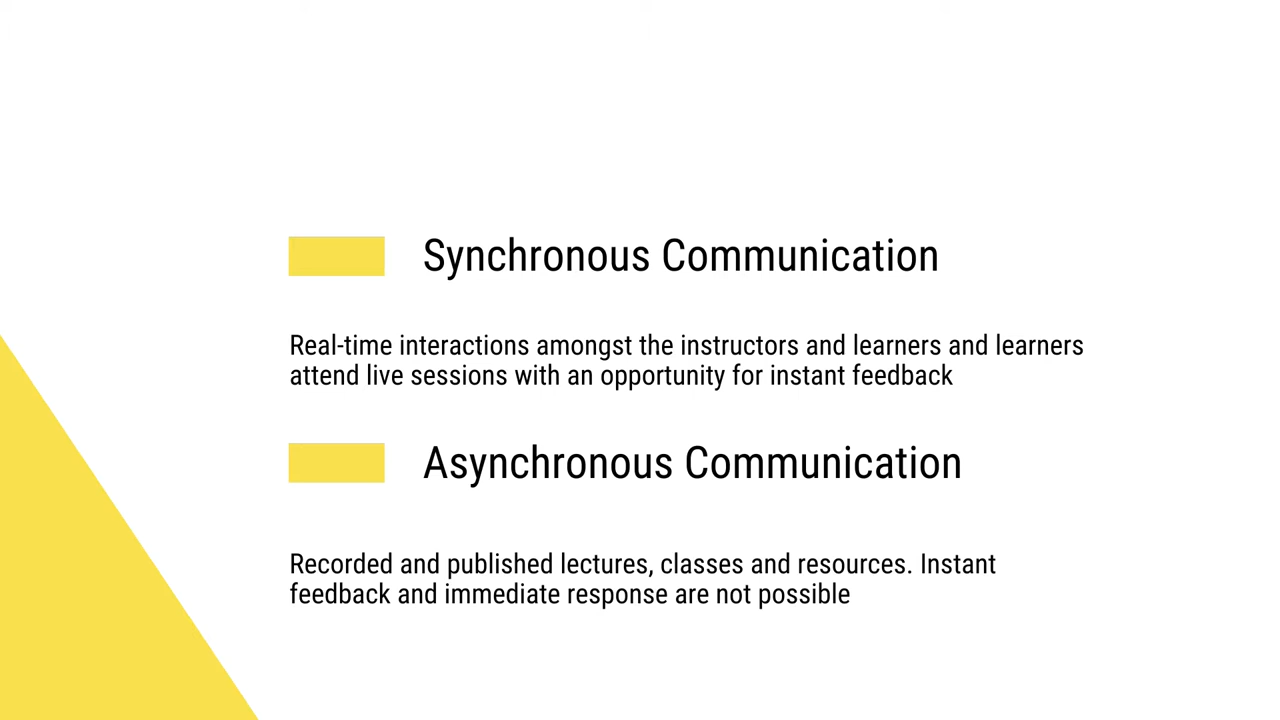 Synchronous Communication
Real-time interactions amongst the instructors and learners and learners
attend live sessions with an opportunity for instant feedback
Asynchronous Communication
Recorded and published lectures, classes and resources. Instant
feedback and immediate response are not possible